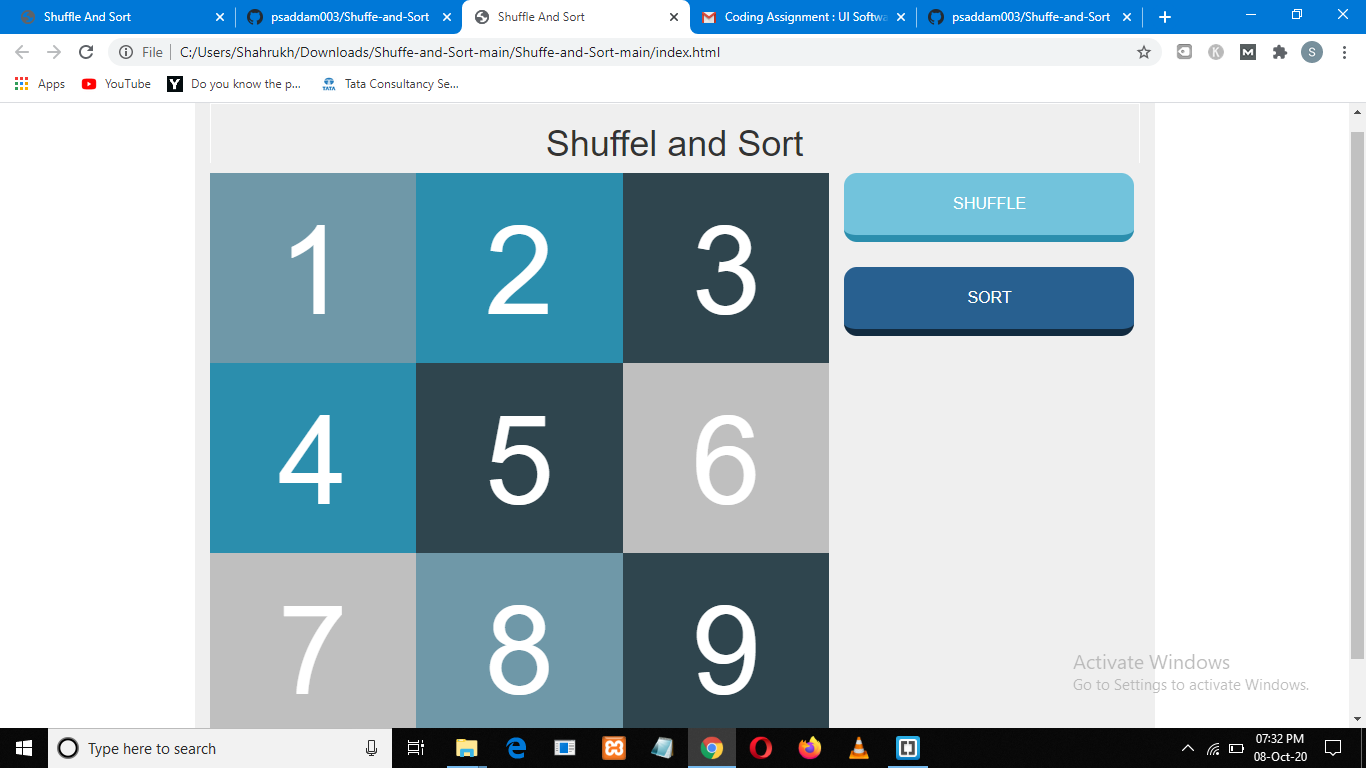 Shuffle And Sort
psaddam003/Shuffe-and-Sort
Shuffle And Sort
Coding Assignment : UI Softwa
psaddam003/Shuffe-and-Sort
File
C:/Users/Shahrukh/Downloads/Shuffe-and-Sort-main/Shuffe-and-Sort-main/index.html
K
M
S
Apps
YouTube
Y
Do you know the p...
TATA
Tata Consultancy Se...
Shuffel and Sort
1 2 3
SHUFFLE
SORT
4 5 6
7 8 9
Activate Windows
Go to Settings to activate Windows.
Type here to search
07:32 PM
08-Oct-20